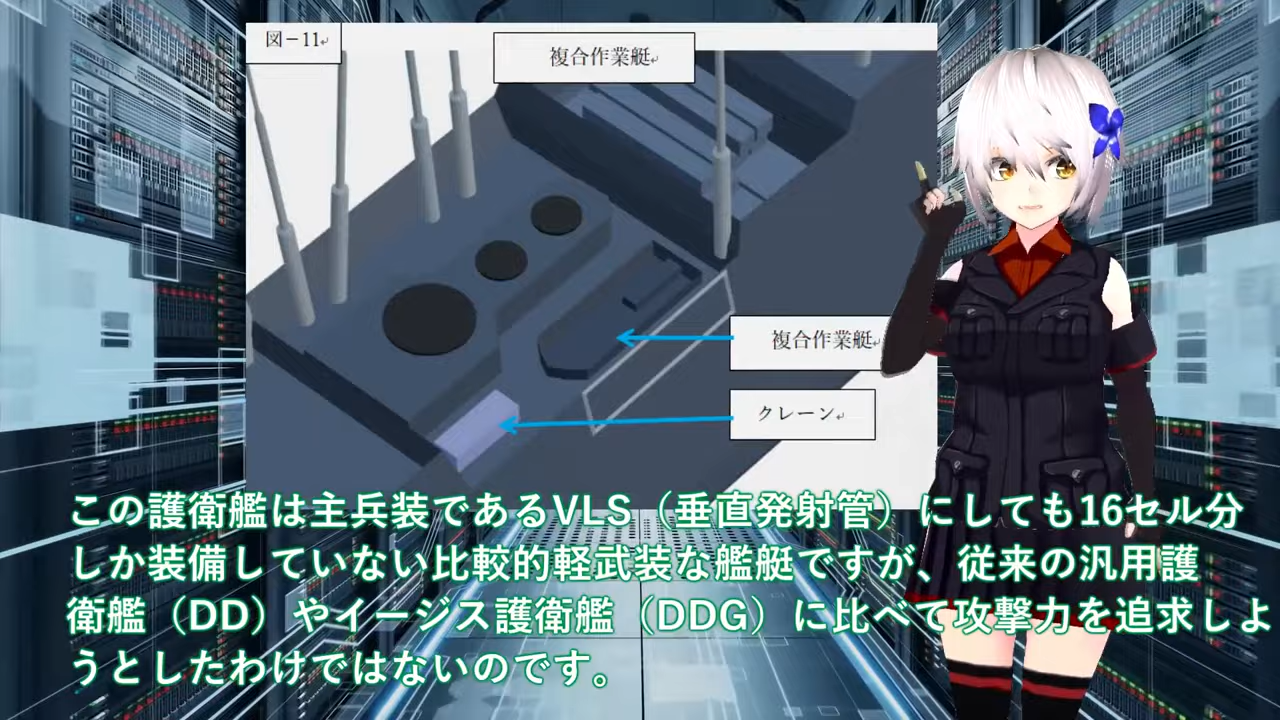 図－11
複合作業艇
複合作業艇
クレーン
この護衛艦は主兵装であるVLS（垂直発射管）にしても16セル分
しか装備していない比較的軽武装な艦艇ですが、従来の汎用護
衛艦（DD）やイージス護衛艦（DDG）に比べて攻撃力を追求しよ
うとしたわけではないのです。